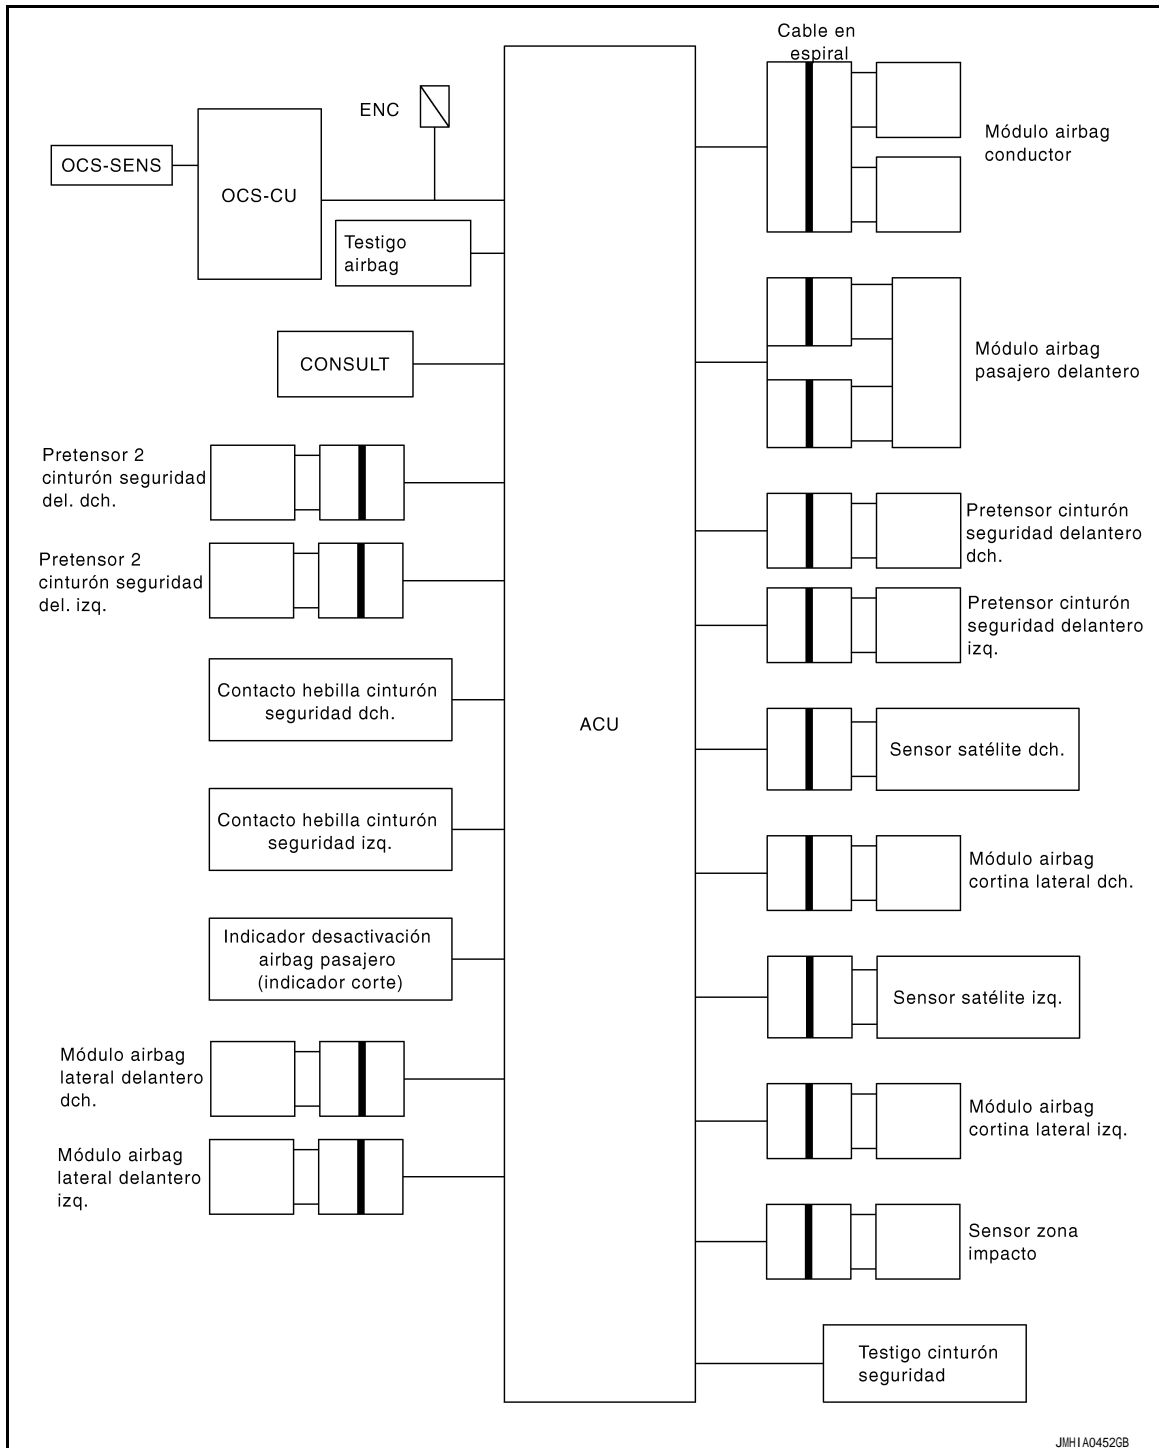 Cable en
espiral
ENC
OCS-SENS
OCS-CU
Testigo
airbag
CONSULT
Pretensor 2
cinturón seguridad
del. dch.
Pretensor 2
cinturón seguridad
del. izq.
Contacto hebilla cinturón
seguridad dch.
Contacto hebilla cinturón
seguridad izq.
Indicador desactivación
airbag pasajero
(indicador corte)
Módulo airbag
lateral delantero
dch.
Módulo airbag
lateral delantero
izq.
ACU
Módulo airbag
conductor
Módulo airbag
pasajero delantero
Pretensor cinturón
seguridad delantero
dch.
Pretensor cinturón
seguridad delantero
izq.
Sensor satélite dch.
Módulo airbag
cortina lateral dch.
Sensor satélite izq.
Módulo airbag
cortina lateral izq.
Sensor zona
impacto
Testigo cinturón
seguridad
JMHIA0452GB